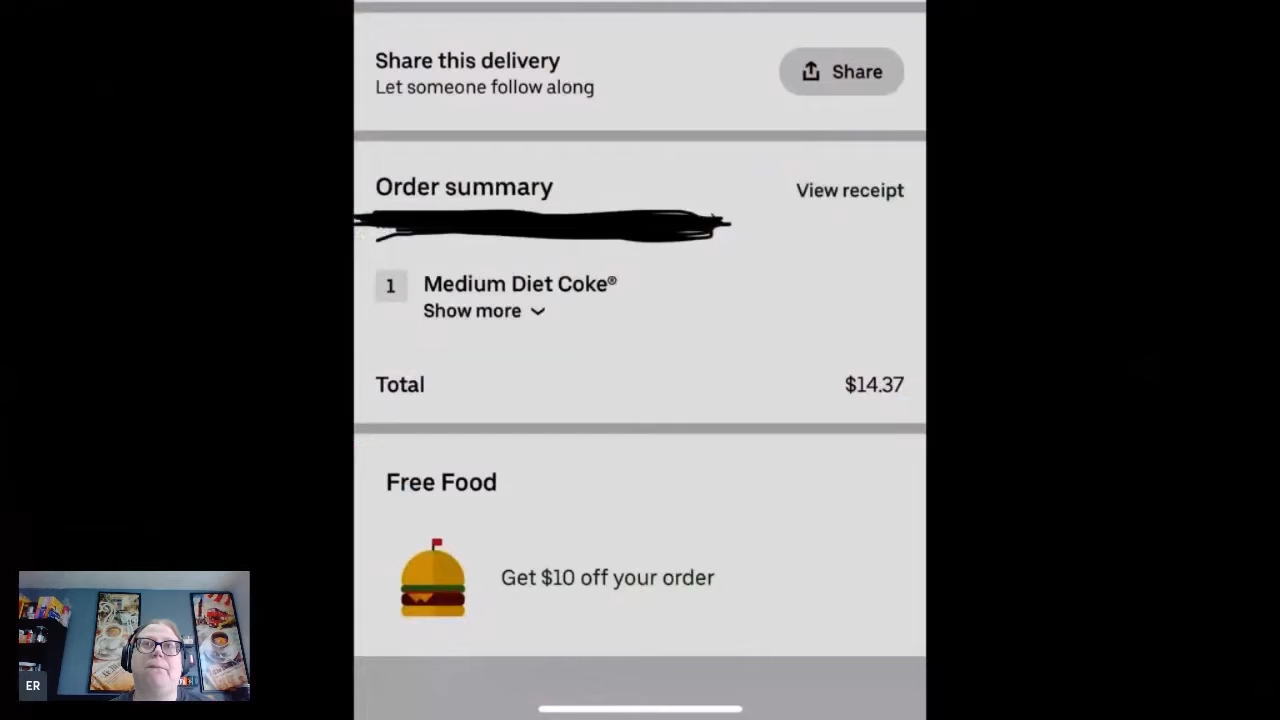 Share this delivery
Let someone follow along
Share
Order summary
View receipt
1
Medium Diet Coke®
Show more
Total
$14.37
Free Food
Get $10 off your order
ER